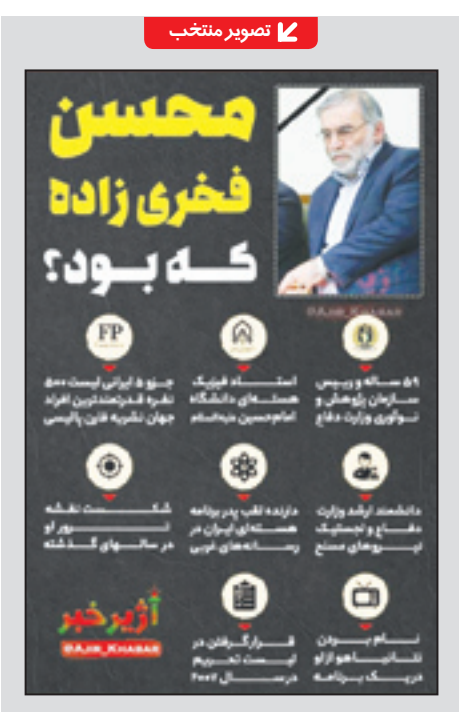 تصویر منتخب
محسن
فخری زاده
که بود؟
@AJIR_KHABAR
۵۹ ساله و رییس
سازمان پژوهش و
نوآوری وزارت دفاع
استاد فیزیک
هسته‌ای دانشگاه
امام حسین علیه‌السلام
FP
جزو ۵ ایرانی لیست ۵۰۰
نفره قدرتمندترین افراد
جهان نشریه فارن پالیسی
دانشمند ارشد وزارت
دفاع و لجستیک
نیروهای مسلح
دارنده لقب پدر برنامه
هسته‌ای ایران در
رسانه‌های غربی
شکست نقشه
ترور او
در سالهای گذشته
نام بردن
نتانیاهو از او
در یک برنامه
قرار گرفتن در
لیست تحریم
در سال ۲۰۰۷
آژیر خبر
@AJIR_KHABAR